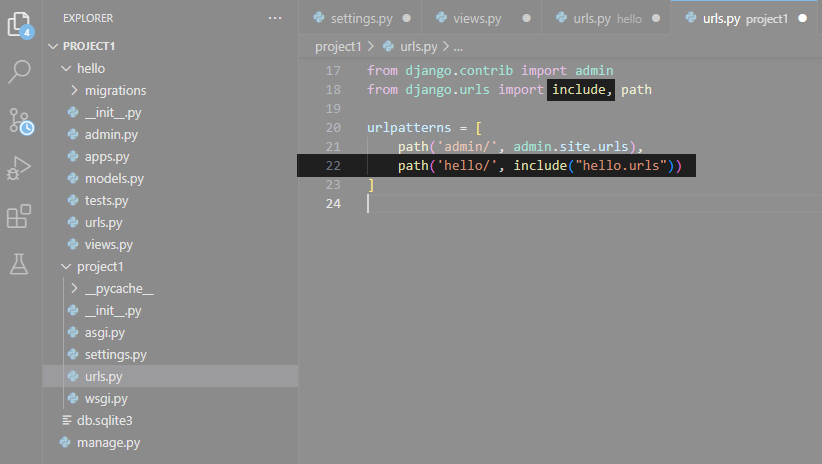 EXPLORER
PROJECT1
hello
migrations
__init__.py
admin.py
apps.py
models.py
tests.py
urls.py
views.py
project1
__pycache__
__init__.py
asgi.py
settings.py
urls.py
wsgi.py
db.sqlite3
manage.py
4
settings.py views.py urls.py hello urls.py project1
project1 > urls.py > ...
17 from django.contrib import admin
18 from django.urls import include, path
19
20 urlpatterns = [
21 path('admin/', admin.site.urls),
22 path('hello/', include("hello.urls"))
23 ]
24